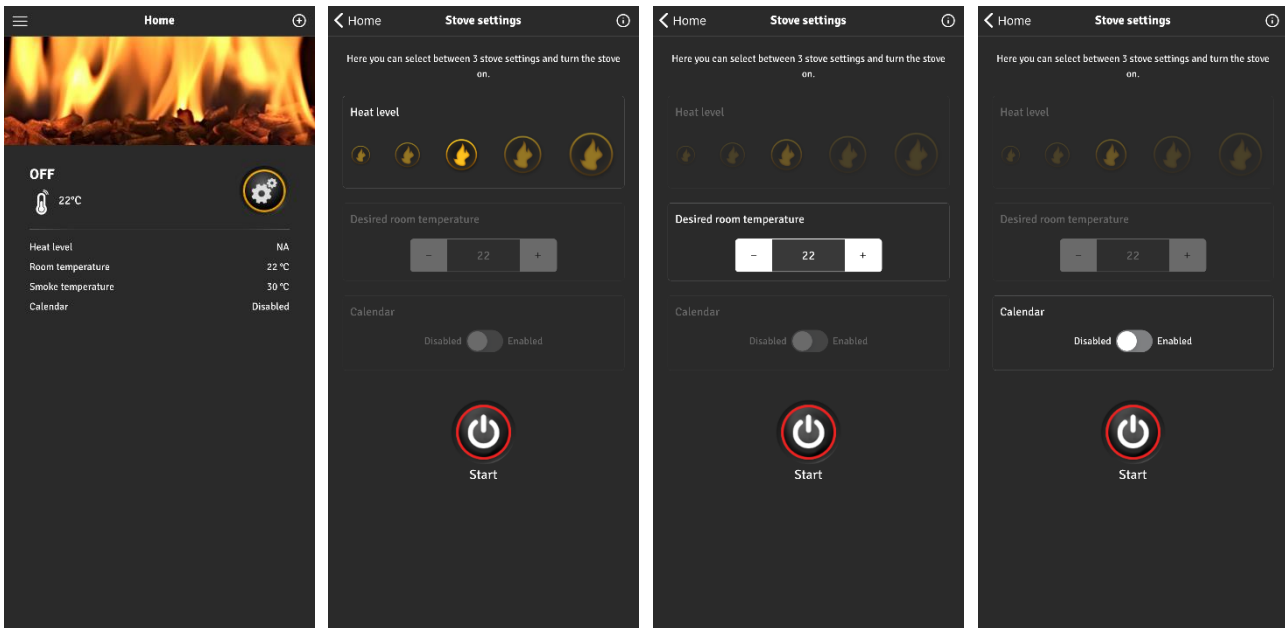 Home
OFF
22°C
Heat level NA
Room temperature 22 °C
Smoke temperature 30 °C
Calendar Disabled
Home Stove settings
Here you can select between 3 stove settings and turn the stove
on.
Heat level
Desired room temperature
- 22 +
Calendar
Disabled Enabled
Start
Home Stove settings
Here you can select between 3 stove settings and turn the stove
on.
Heat level
Desired room temperature
- 22 +
Calendar
Disabled Enabled
Start
Home Stove settings
Here you can select between 3 stove settings and turn the stove
on.
Heat level
Desired room temperature
- 22 +
Calendar
Disabled Enabled
Start